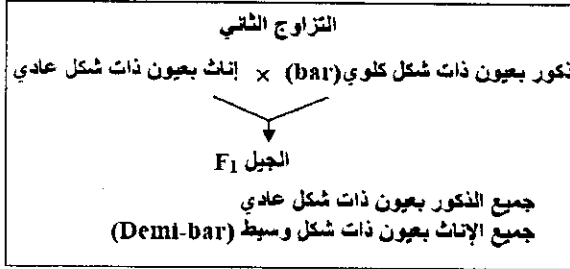 التزاوج الثاني
ذكور بعيون ذات شكل كلوي (bar) × إناث بعيون ذات شكل عادي
الجيل F₁
جميع الذكور بعيون ذات شكل عادي
جميع الإناث بعيون ذات شكل وسيط (Demi-bar)